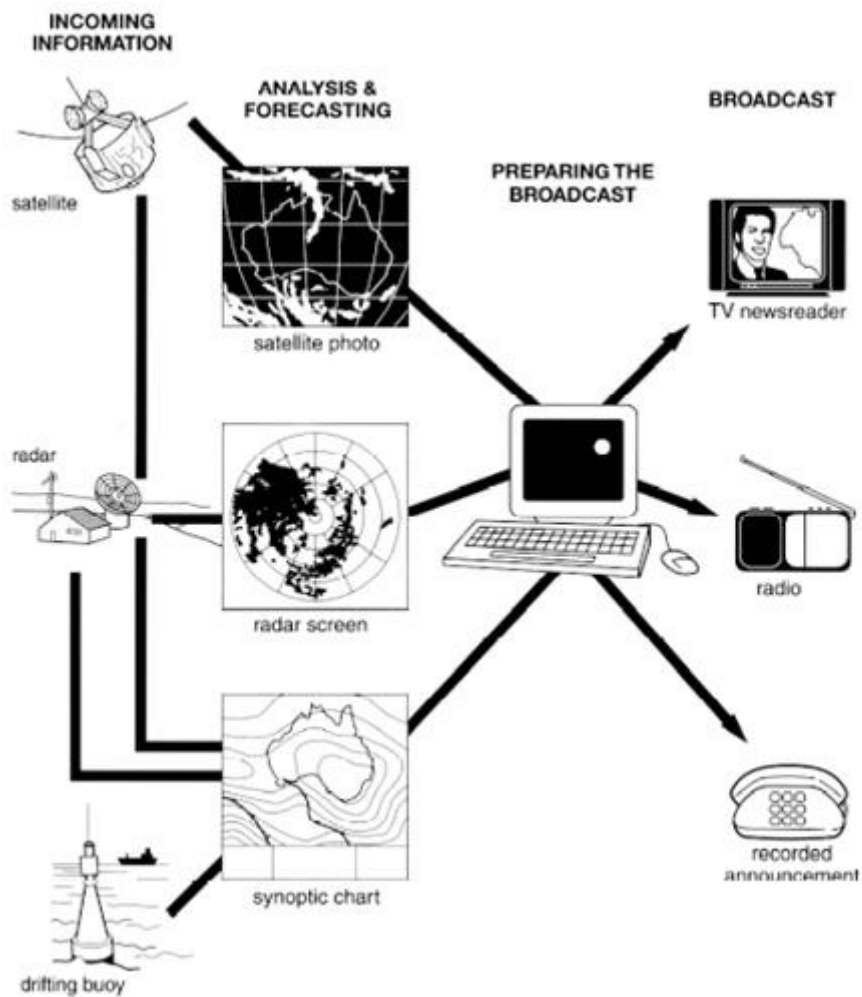 INCOMING
INFORMATION
satellite
radar
drifting buoy
ANALYSIS &
FORECASTING
satellite photo
radar screen
synoptic chart
PREPARING THE
BROADCAST
BROADCAST
TV newsreader
radio
recorded
announcement